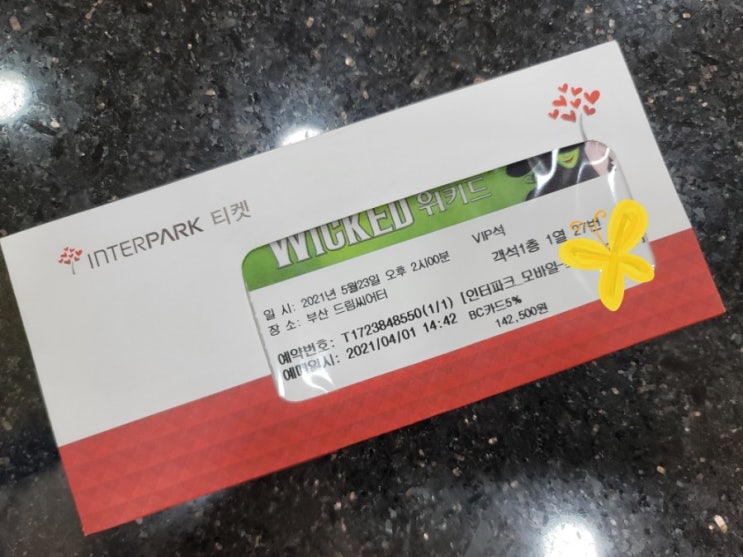 INTERPARK 티켓
WICKED 위키드
일 시: 2021년 5월23일 오후 2시00분
VIP석
장 소: 부산 드림씨어터
객석1층 1열 27번
예약번호: T1723848550(1/1) [인터파크_모바일-
예매일시: 2021/04/01 14:42
BC카드5%
142,500원